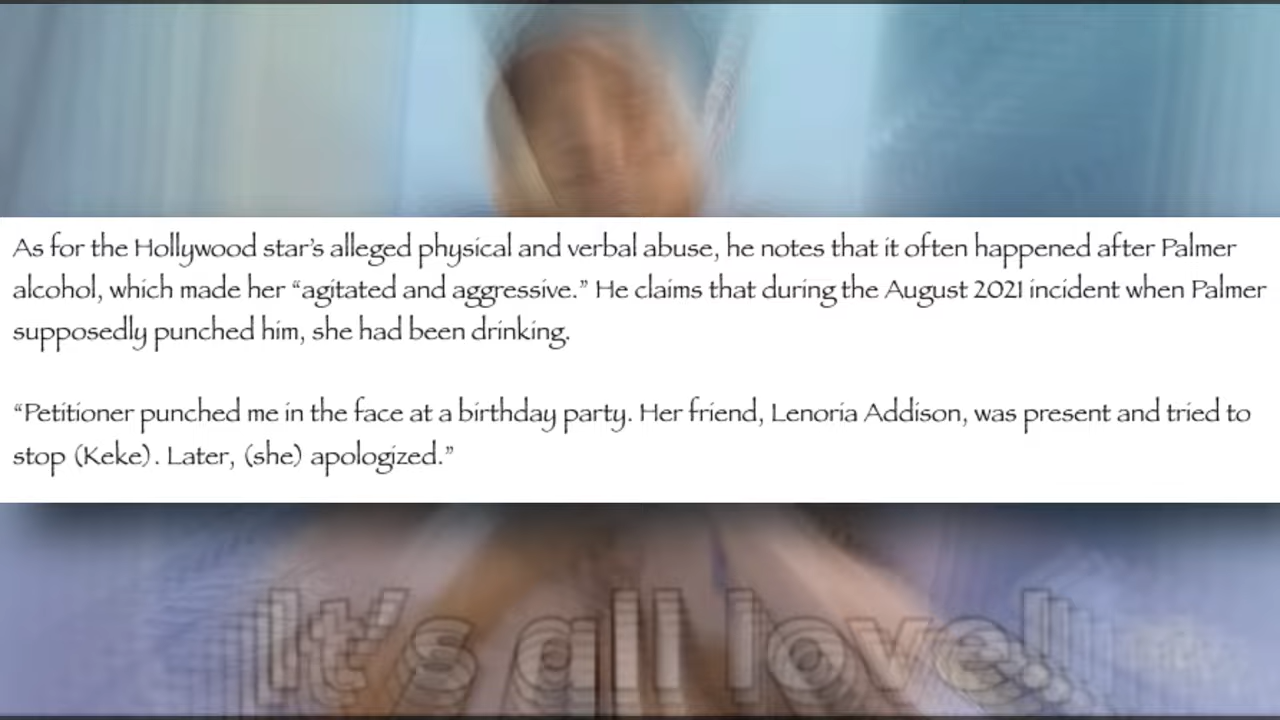 As for the Hollywood star’s alleged physical and verbal abuse, he notes that it often happened after Palmer
alcohol, which made her “agitated and aggressive.” He claims that during the August 2021 incident when Palmer
supposedly punched him, she had been drinking.
“Petitioner punched me in the face at a birthday party. Her friend, Lenoria Addison, was present and tried to
stop (Keke). Later, (she) apologized.”
It's all love!